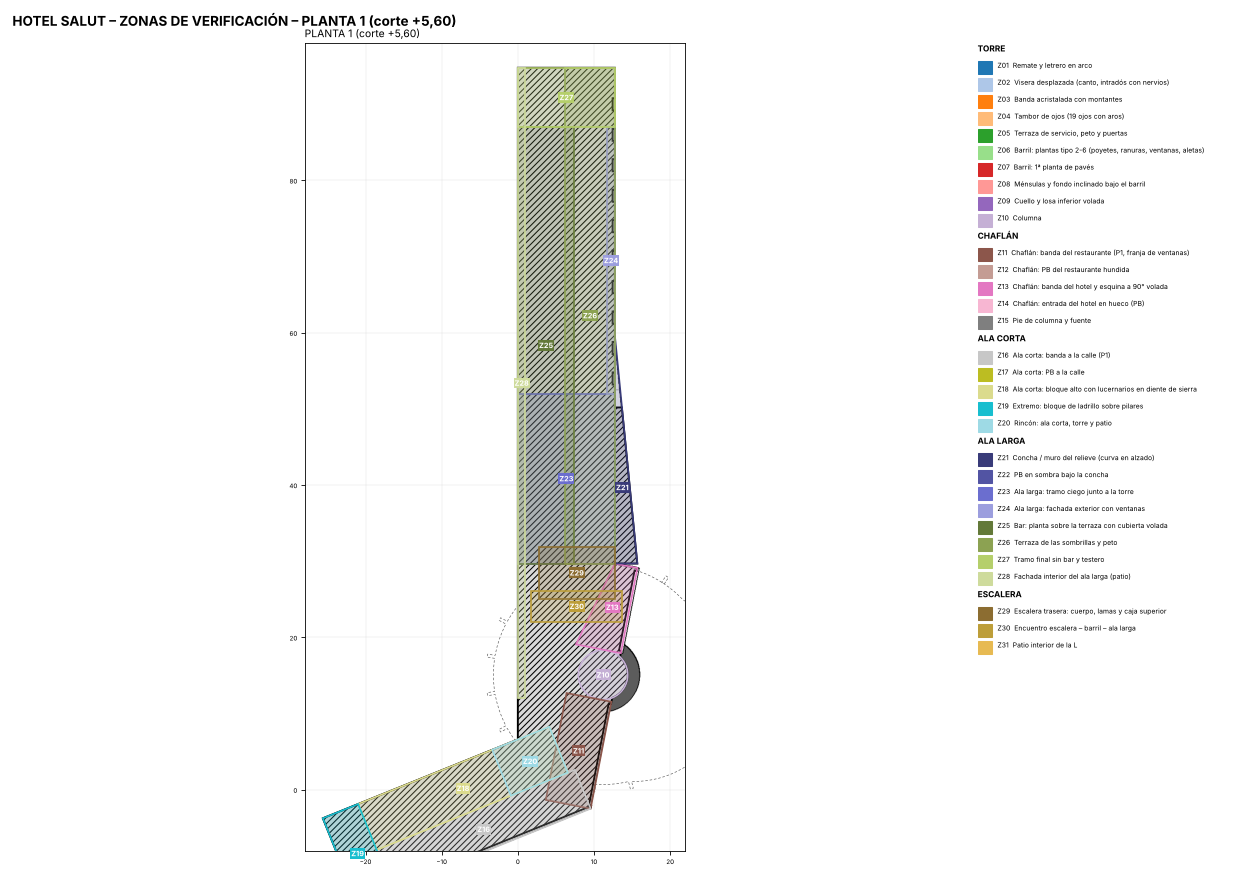 HOTEL SALUT – ZONAS DE VERIFICACIÓN – PLANTA 1 (corte +5,60)
PLANTA 1 (corte +5,60)
Z27
80
Z24
60
Z26
Z25
Z28
Z23
Z21
40
Z29
Z30
Z13
20
Z10
Z11
Z20
0
Z18
Z16
Z19
−20
−10
0
10
20
TORRE
Z01 Remate y letrero en arco
Z02 Visera desplazada (canto, intradós con nervios)
Z03 Banda acristalada con montantes
Z04 Tambor de ojos (19 ojos con aros)
Z05 Terraza de servicio, peto y puertas
Z06 Barril: plantas tipo 2-6 (poyetes, ranuras, ventanas, aletas)
Z07 Barril: 1ª planta de pavés
Z08 Ménsulas y fondo inclinado bajo el barril
Z09 Cuello y losa inferior volada
Z10 Columna
CHAFLÁN
Z11 Chaflán: banda del restaurante (P1, franja de ventanas)
Z12 Chaflán: PB del restaurante hundida
Z13 Chaflán: banda del hotel y esquina a 90° volada
Z14 Chaflán: entrada del hotel en hueco (PB)
Z15 Pie de columna y fuente
ALA CORTA
Z16 Ala corta: banda a la calle (P1)
Z17 Ala corta: PB a la calle
Z18 Ala corta: bloque alto con lucernarios en diente de sierra
Z19 Extremo: bloque de ladrillo sobre pilares
Z20 Rincón: ala corta, torre y patio
ALA LARGA
Z21 Concha / muro del relieve (curva en alzado)
Z22 PB en sombra bajo la concha
Z23 Ala larga: tramo ciego junto a la torre
Z24 Ala larga: fachada exterior con ventanas
Z25 Bar: planta sobre la terraza con cubierta volada
Z26 Terraza de las sombrillas y peto
Z27 Tramo final sin bar y testero
Z28 Fachada interior del ala larga (patio)
ESCALERA
Z29 Escalera trasera: cuerpo, lamas y caja superior
Z30 Encuentro escalera – barril – ala larga
Z31 Patio interior de la L